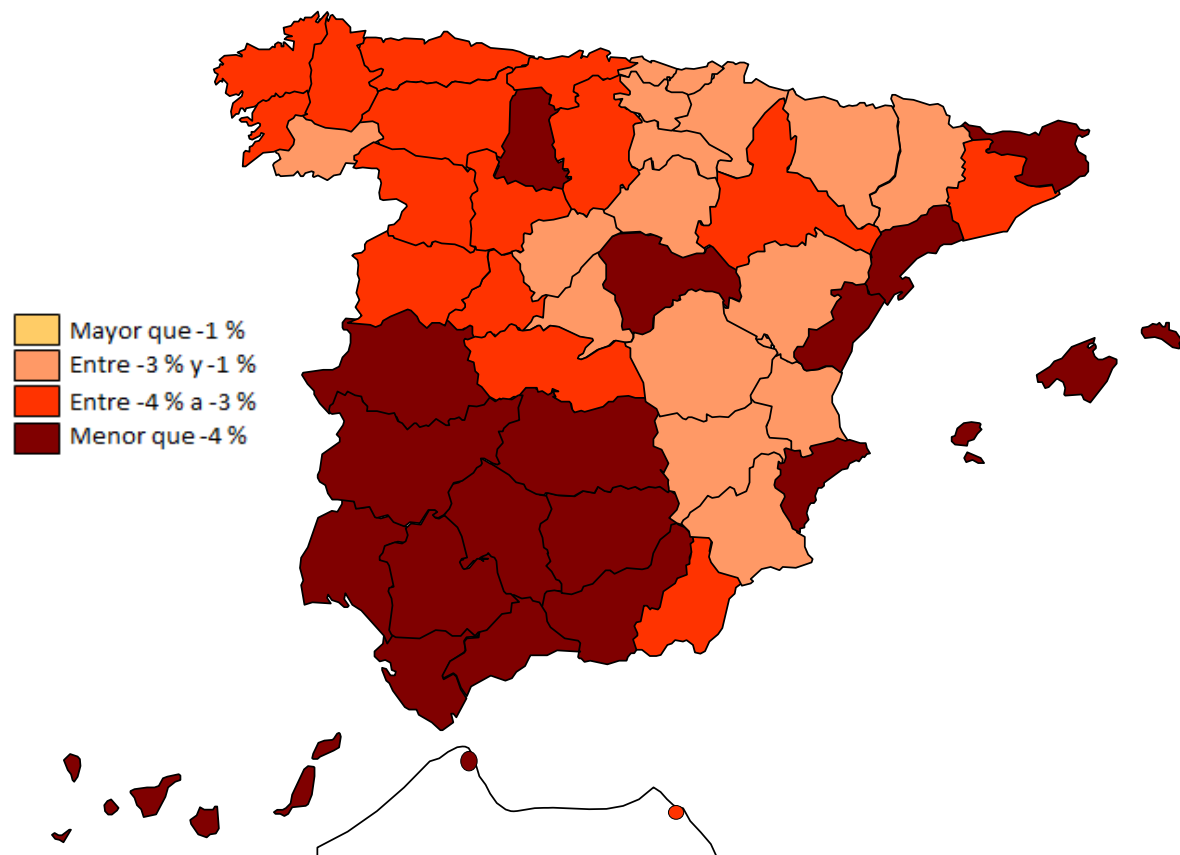 Mayor que -1 %
Entre -3 % y -1 %
Entre -4 % a -3 %
Menor que -4 %